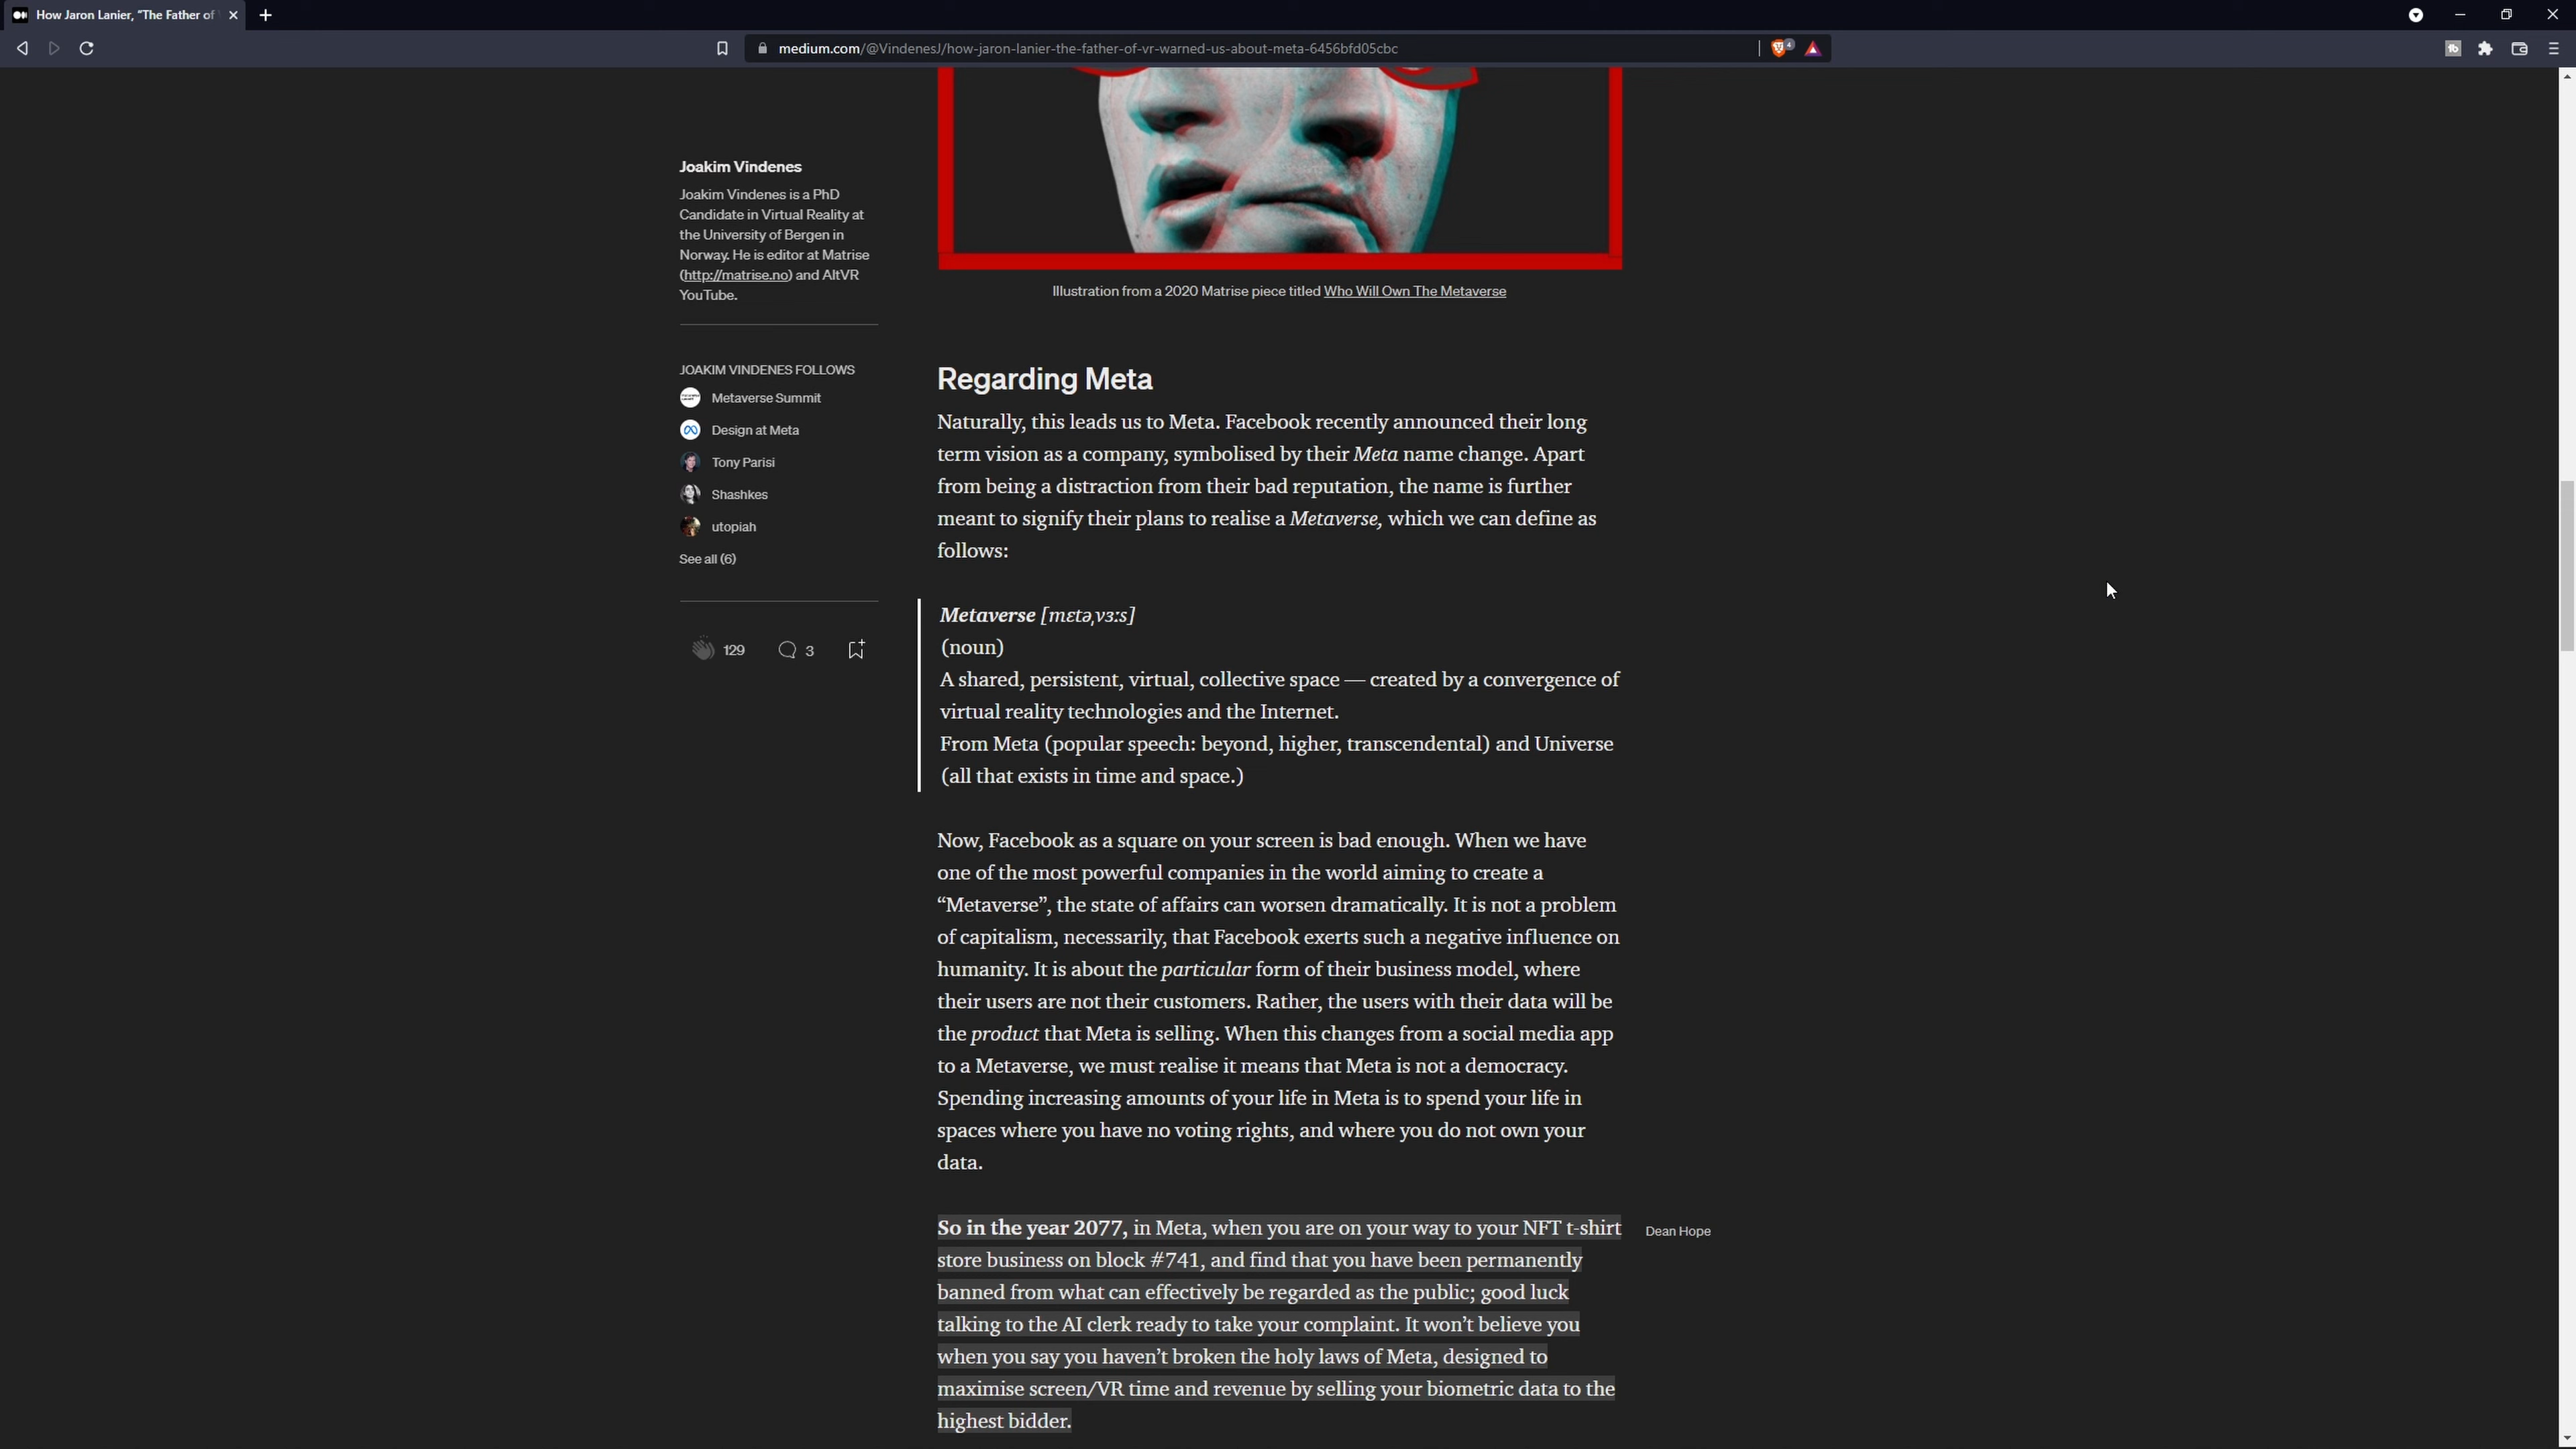 How Jaron Lanier, "The Father of
medium.com/@VindenesJ/how-jaron-lanier-the-father-of-vr-warned-us-about-meta-6456bfd05cbc
4
Joakim Vindenes
Joakim Vindenes is a PhD
Candidate in Virtual Reality at
the University of Bergen in
Norway. He is editor at Matrise
(http://matrise.no) and AltVR
YouTube.
JOAKIM VINDENES FOLLOWS
Metaverse Summit
Design at Meta
Tony Parisi
Shashkes
utopiah
See all (6)
129
3
Illustration from a 2020 Matrise piece titled Who Will Own The Metaverse
Regarding Meta
Naturally, this leads us to Meta. Facebook recently announced their long
term vision as a company, symbolised by their Meta name change. Apart
from being a distraction from their bad reputation, the name is further
meant to signify their plans to realise a Metaverse, which we can define as
follows:
Metaverse [mɛtəˌvɜːs]
(noun)
A shared, persistent, virtual, collective space — created by a convergence of
virtual reality technologies and the Internet.
From Meta (popular speech: beyond, higher, transcendental) and Universe
(all that exists in time and space.)
Now, Facebook as a square on your screen is bad enough. When we have
one of the most powerful companies in the world aiming to create a
“Metaverse”, the state of affairs can worsen dramatically. It is not a problem
of capitalism, necessarily, that Facebook exerts such a negative influence on
humanity. It is about the particular form of their business model, where
their users are not their customers. Rather, the users with their data will be
the product that Meta is selling. When this changes from a social media app
to a Metaverse, we must realise it means that Meta is not a democracy.
Spending increasing amounts of your life in Meta is to spend your life in
spaces where you have no voting rights, and where you do not own your
data.
So in the year 2077, in Meta, when you are on your way to your NFT t-shirt
store business on block #741, and find that you have been permanently
banned from what can effectively be regarded as the public; good luck
talking to the AI clerk ready to take your complaint. It won’t believe you
when you say you haven’t broken the holy laws of Meta, designed to
maximise screen/VR time and revenue by selling your biometric data to the
highest bidder.
Dean Hope